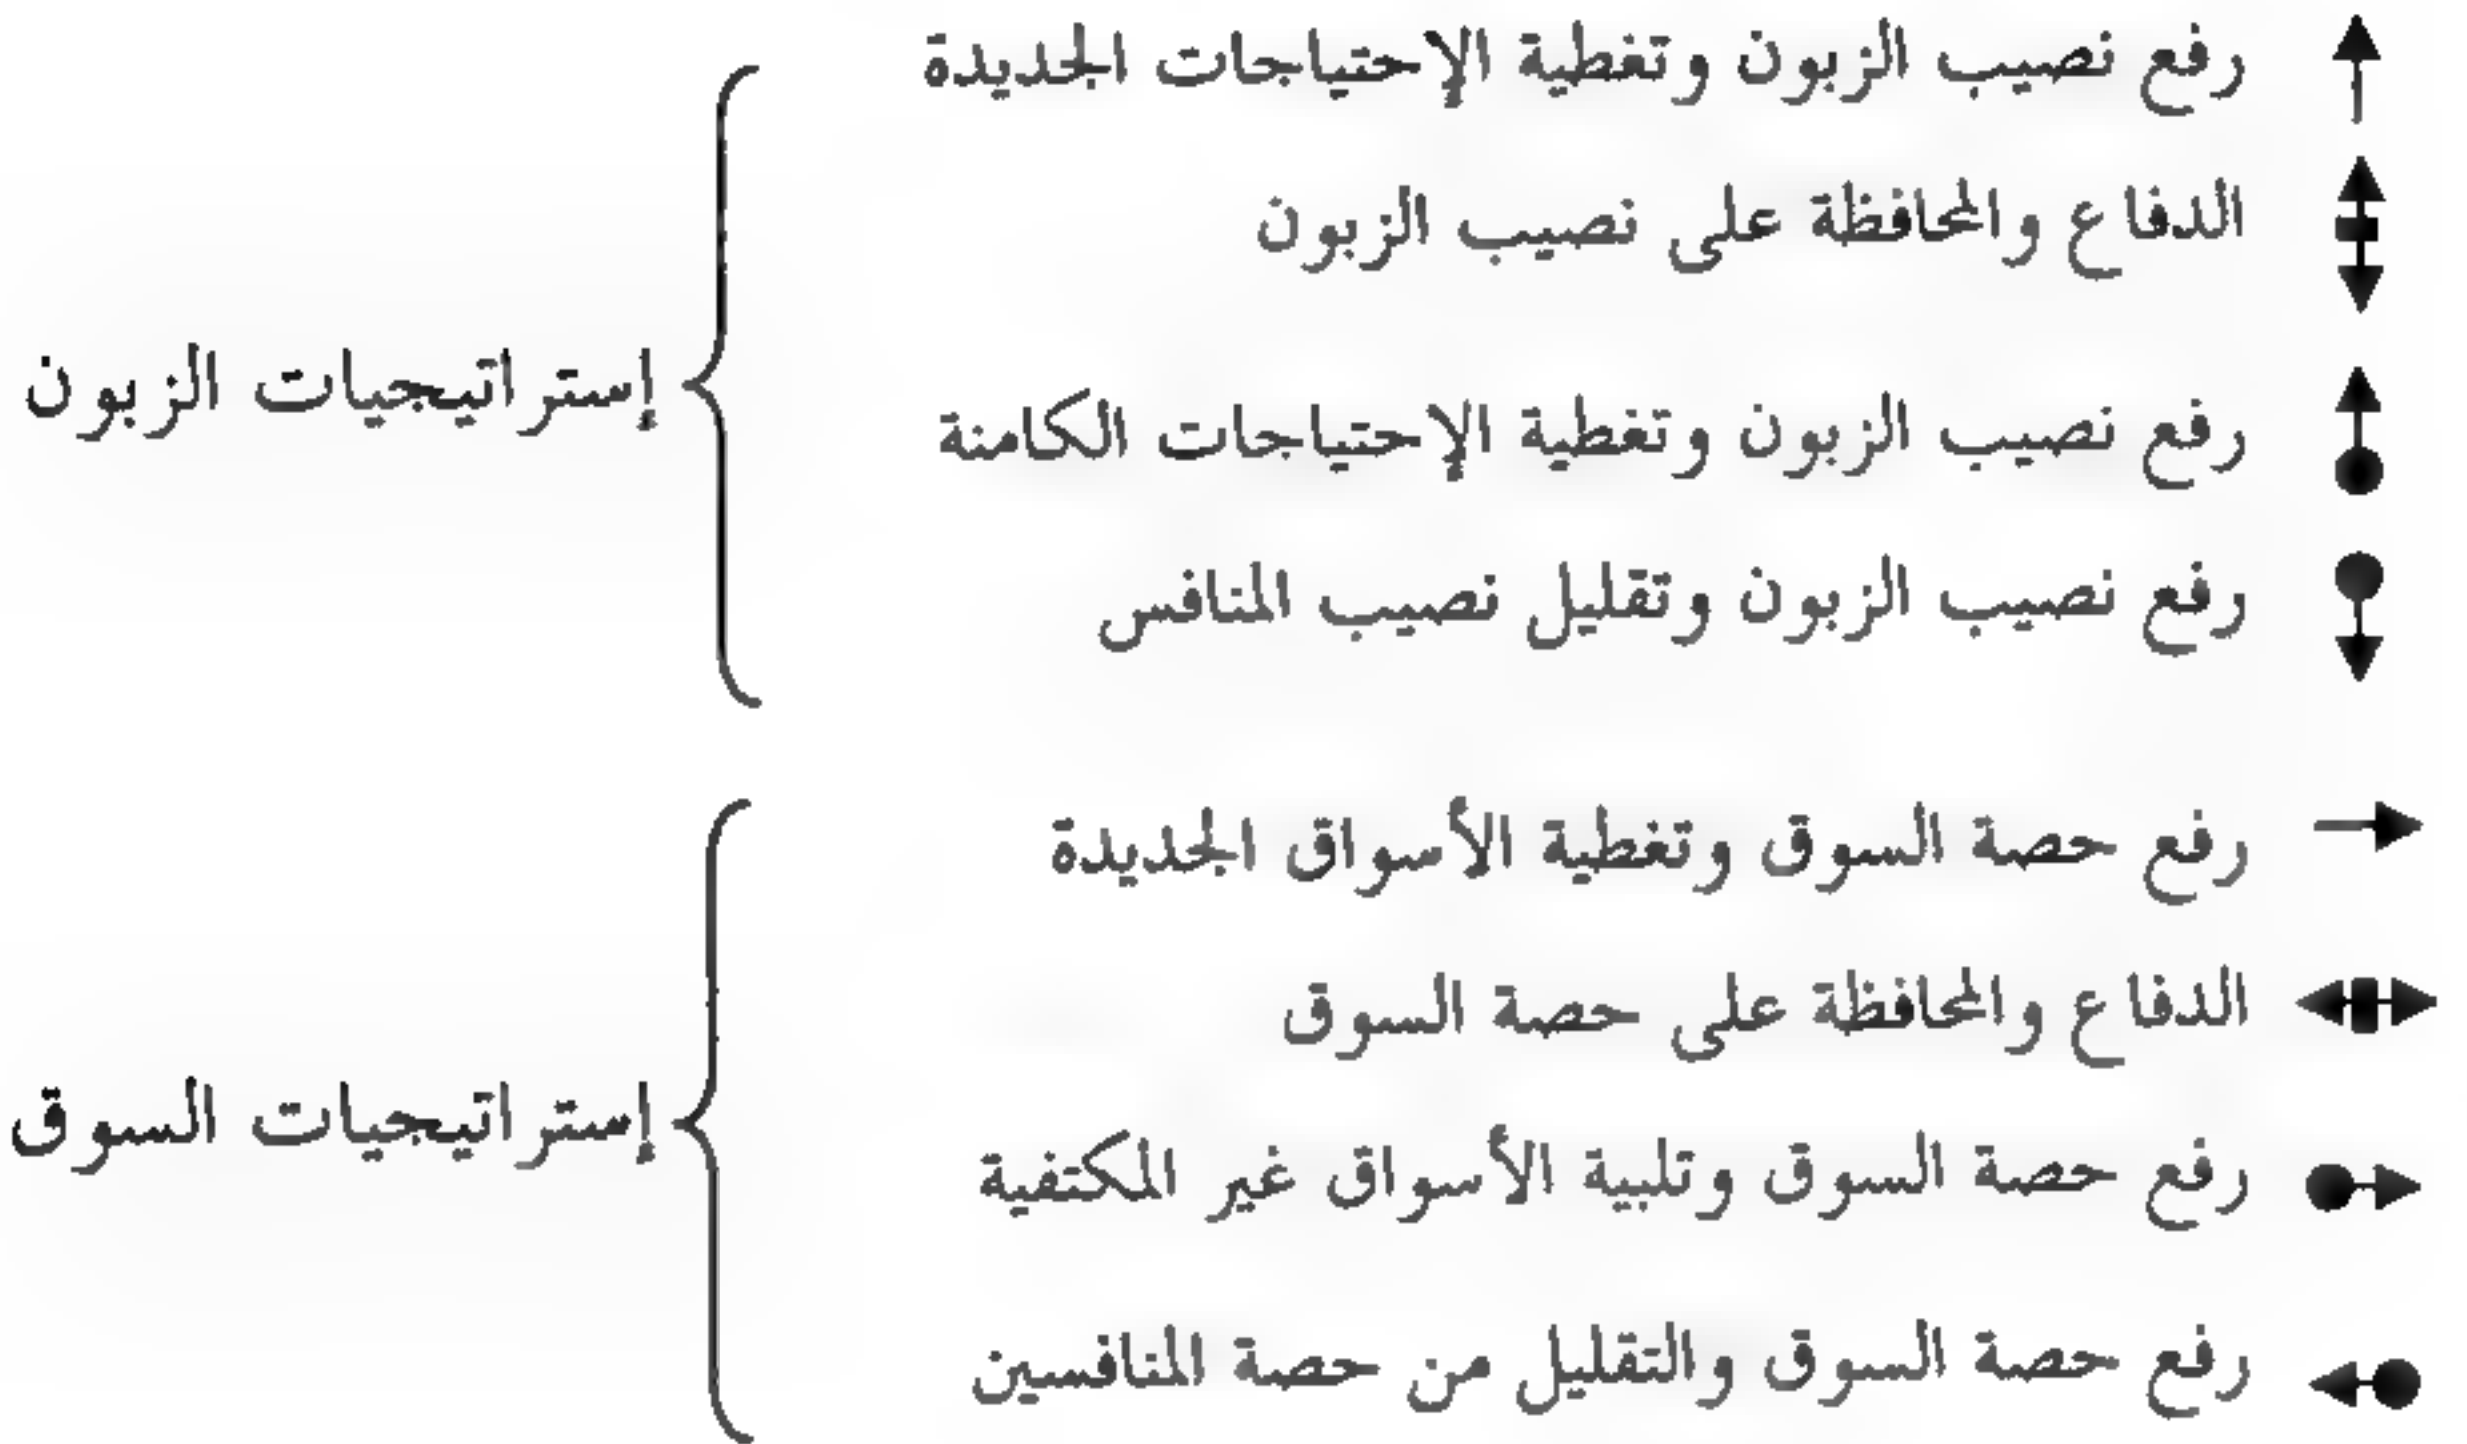 رفع نصيب الزبون وتغطية الإحتياجات الجديدة
الدفاع والمحافظة على نصيب الزبون
رفع نصيب الزبون وتغطية الإحتياجات الكامنة
رفع نصيب الزبون وتقليل نصيب المنافس
إستراتيجيات الزبون
رفع حصة السوق وتغطية الأسواق الجديدة
الدفاع والمحافظة على حصة السوق
رفع حصة السوق وتلبية الأسواق غير المكتفية
رفع حصة السوق والتقليل من حصة المنافسين
إستراتيجيات السوق